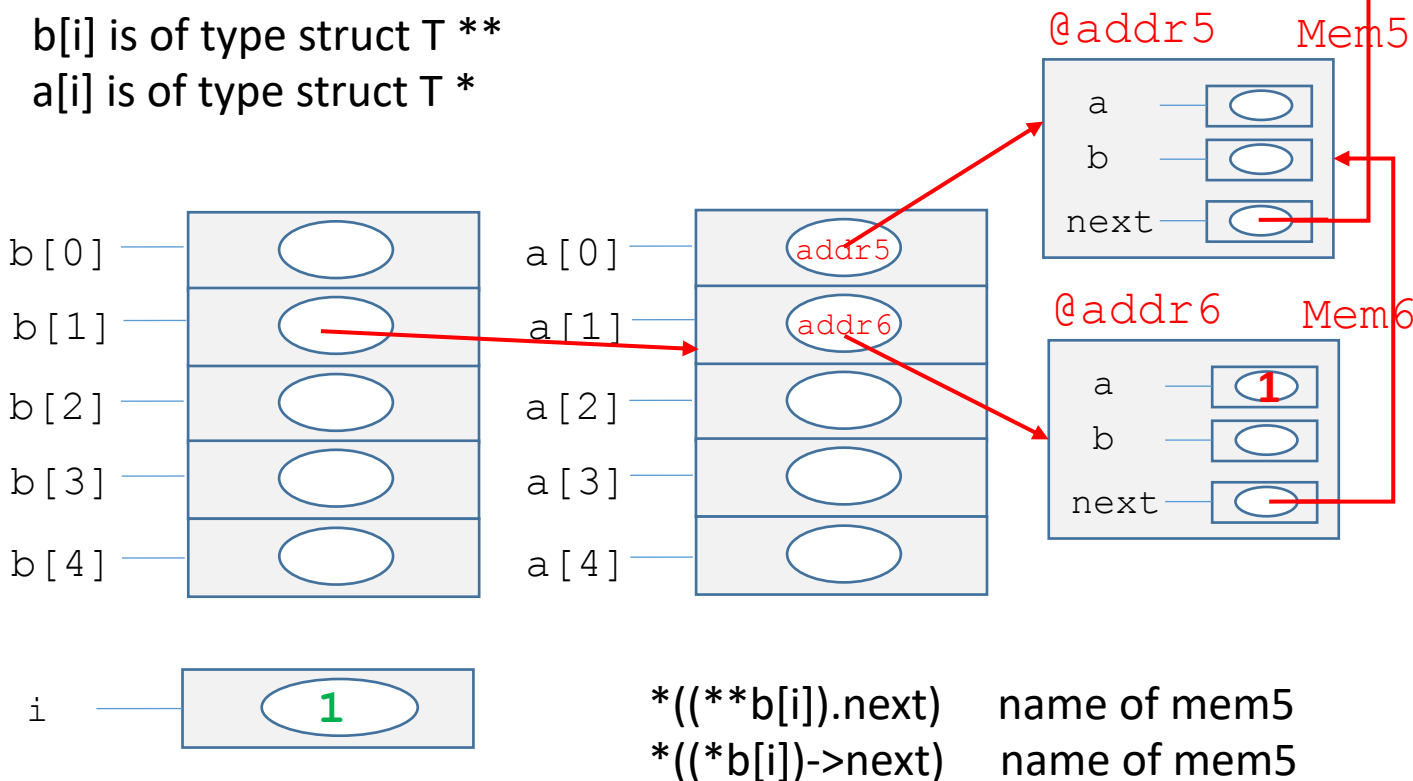 b[i] is of type struct T **
a[i] is of type struct T *
@addr5 Mem5
a
b
next
b[0]
b[1]
b[2]
b[3]
b[4]
a[0] addr5
a[1] addr6
a[2]
a[3]
a[4]
@addr6 Mem6
a 1
b
next
i 1
*((**b[i]).next) name of mem5
*((*b[i])->next) name of mem5